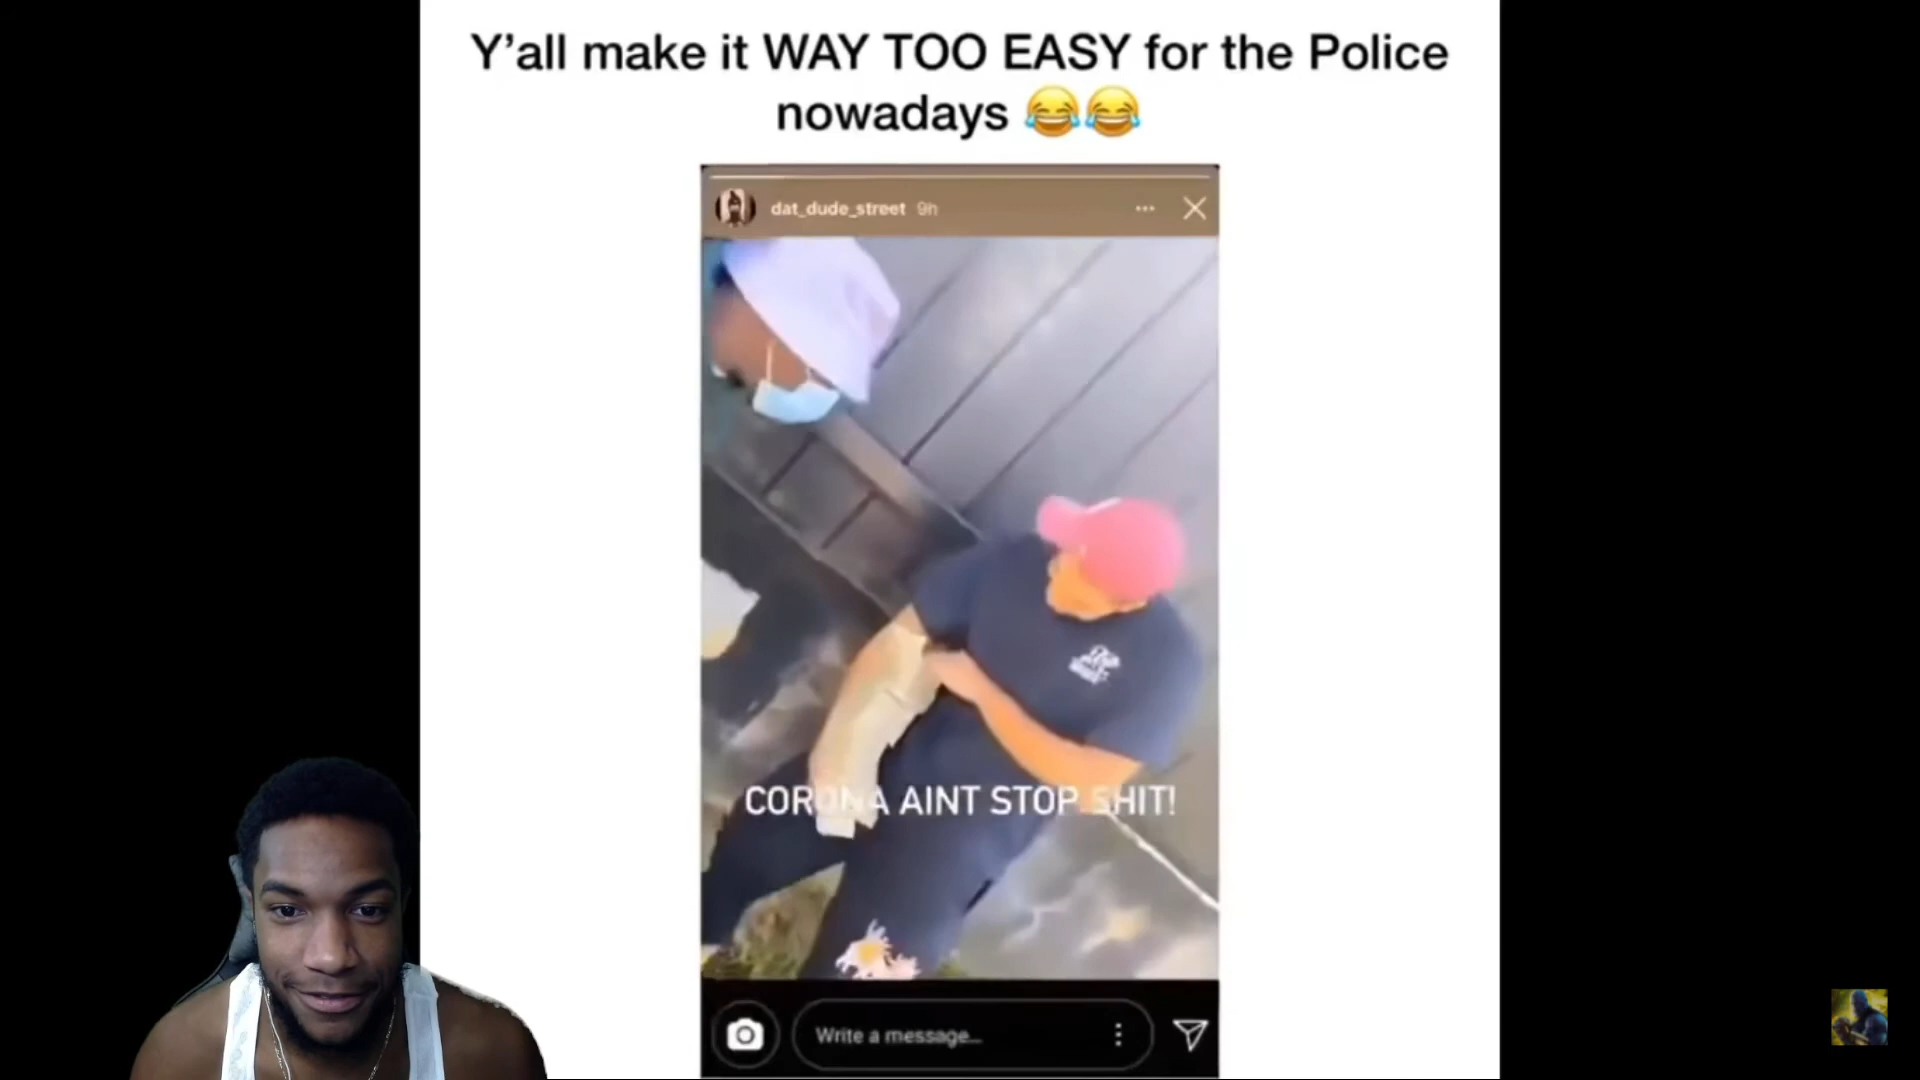 Y'all make it WAY TOO EASY for the Police
nowadays 😂😂
dat_dude_street 9h
CORONA AINT STOP SHIT!
Write a message...